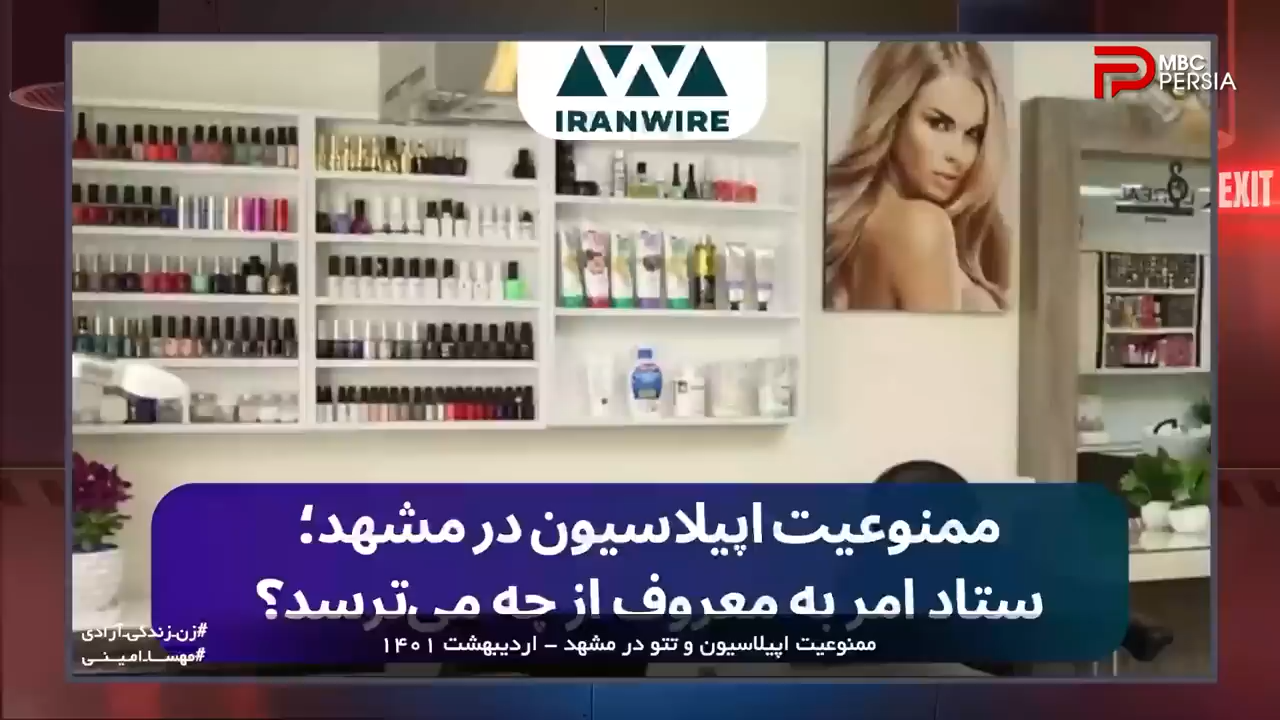 IRANWIRE
MBC
PERSIA
EXIT
ممنوعیت اپیلاسیون در مشهد؛
ستاد امر به معروف از چه می‌ترسد؟
ممنوعیت اپیلاسیون و تتو در مشهد - اردیبهشت ۱۴۰۱
#زن_زندگی_آزادی
#مهسا_امینی